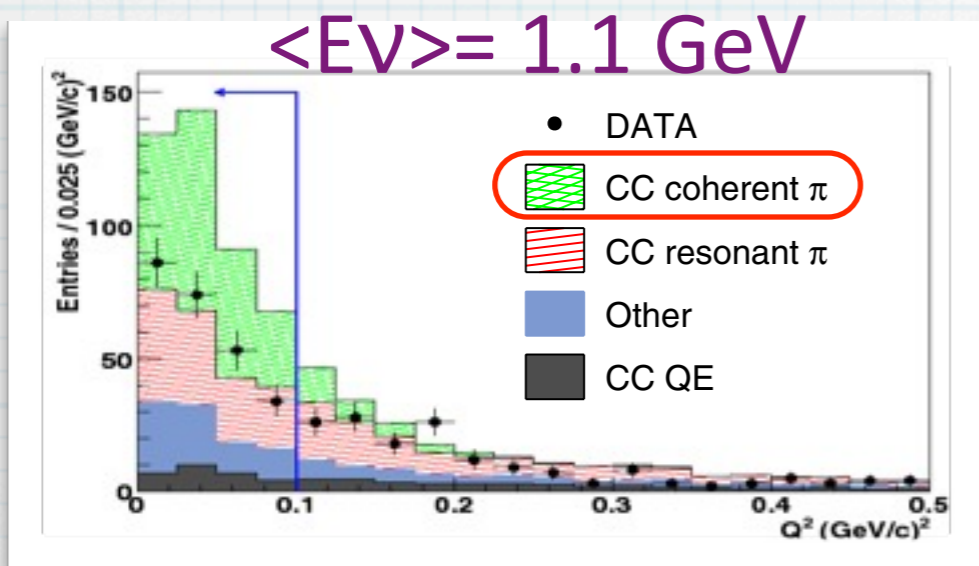 <Eν>= 1.1 GeV
Entries / 0.025 (GeV/c)²
150
100
50
0
DATA
CC coherent π
CC resonant π
Other
CC QE
0 0.1 0.2 0.3 0.4 0.5
Q² (GeV/c)²